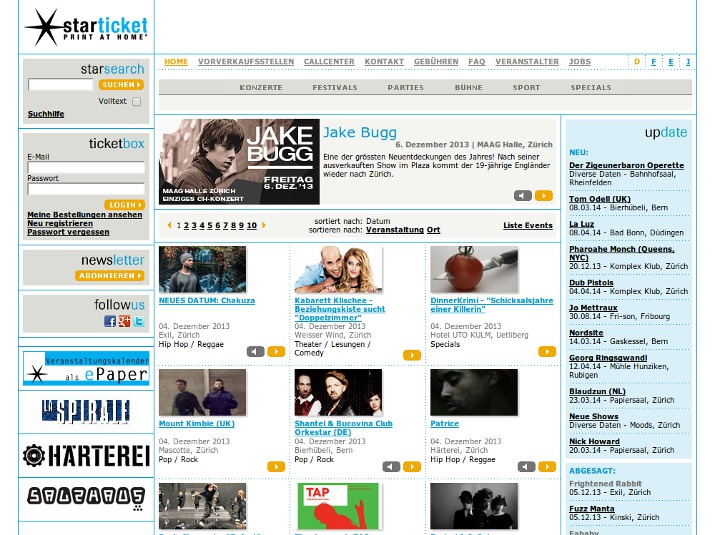 starticket
PRINT AT HOME
HOME VORVERKAUFSSTELLEN CALLCENTER KONTAKT GEBÜHREN FAQ VERANSTALTER JOBS D F E I
KONZERTE FESTIVALS PARTIES BÜHNE SPORT SPECIALS
starsearch
SUCHEN
Volltext
Suchhilfe
ticketbox
E-Mail
Passwort
LOGIN
Meine Bestellungen ansehen
Neu registrieren
Passwort vergessen
newsletter
ABONNIEREN
followus
Veranstaltungskalender
als ePaper
SPIRALE
HÄRTEREI
JAKE
BUGG
FREITAG
6. DEZ.'13
MAAG HALLE ZÜRICH
EINZIGES CH-KONZERT
Jake Bugg
6. Dezember 2013 | MAAG Halle, Zürich
Eine der grössten Neuentdeckungen des Jahres! Nach seiner
ausverkauften Show im Plaza kommt der 19-jährige Engländer
wieder nach Zürich.
1 2 3 4 5 6 7 8 9 10
sortiert nach: Datum
sortieren nach: Veranstaltung Ort
Liste Events
NEUES DATUM: Chakuza
04. Dezember 2013
Exil, Zürich
Hip Hop / Reggae
Kabarett Klischee -
Beziehungskiste sucht
"Doppelzimmer"
04. Dezember 2013
Weisser Wind, Zürich
Theater / Lesungen /
Comedy
DinnerKrimi - "Schicksalsjahre
einer Killerin"
04. Dezember 2013
Hotel UTO KULM, Uetliberg
Specials
Mount Kimbie (UK)
04. Dezember 2013
Mascotte, Zürich
Pop / Rock
Shantel & Bucovina Club
Orkestar (DE)
04. Dezember 2013
Bierhübeli, Bern
Pop / Rock
Patrice
04. Dezember 2013
Härterei, Zürich
Hip Hop / Reggae
TAP
update
NEU:
Der Zigeunerbaron Operette
Diverse Daten - Bahnhofsaal,
Rheinfelden
Tom Odell (UK)
08.03.14 - Bierhübeli, Bern
La Luz
08.04.14 - Bad Bonn, Düdingen
Pharoahe Monch (Queens,
NYC)
20.12.13 - Komplex Klub, Zürich
Dub Pistols
04.04.14 - Komplex Klub, Zürich
Jo Mettraux
30.08.14 - Fri-son, Fribourg
Nordsite
14.03.14 - Gaskessel, Bern
Georg Ringsgwandl
12.04.14 - Mühle Hunziken,
Rubigen
Blaudzun (NL)
23.03.14 - Papiersaal, Zürich
Neue Shows
Diverse Daten - Moods, Zürich
Nick Howard
20.03.14 - Papiersaal, Zürich
ABGESAGT:
Frightened Rabbit
05.12.13 - Exil, Zürich
Fuzz Manta
05.12.13 - Kinski, Zürich